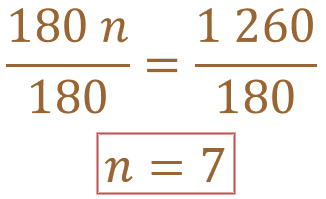 180 n / 180 = 1 260 / 180
n = 7